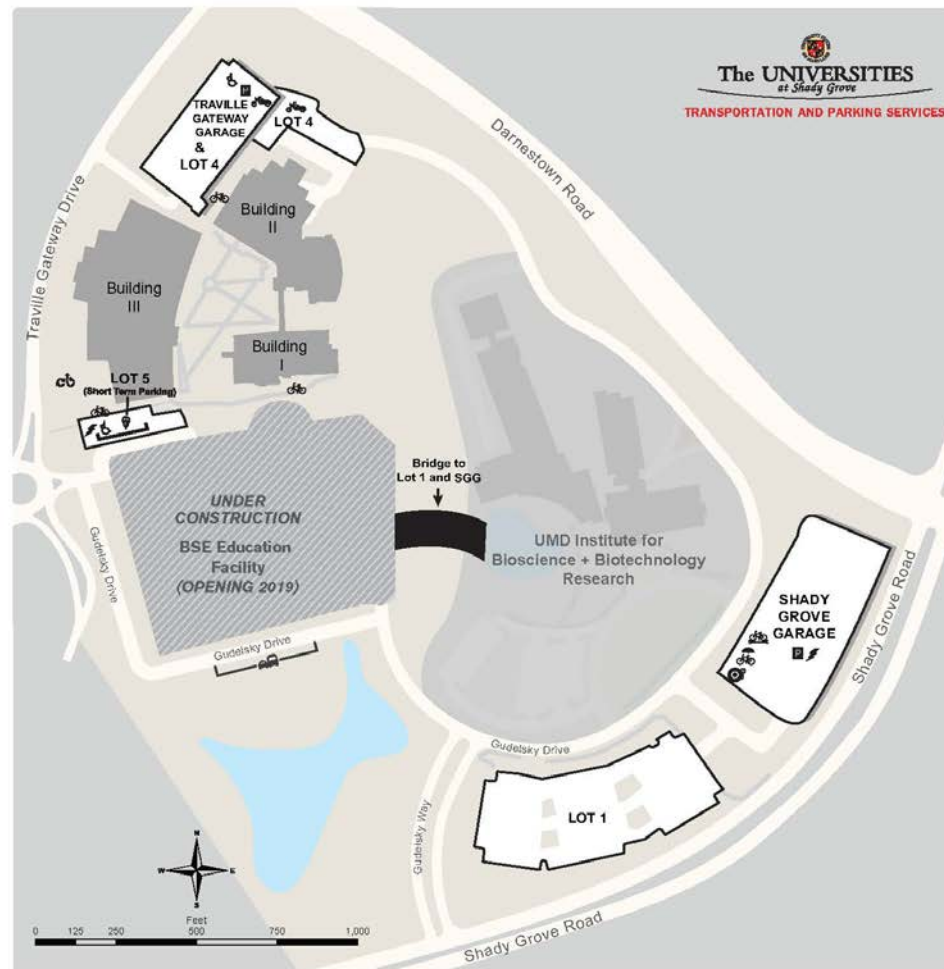 The UNIVERSITIES
at Shady Grove
TRANSPORTATION AND PARKING SERVICES
TRAVILLE
GATEWAY
GARAGE
&
LOT 4
P
LOT 4
Darnestown Road
Traville Gateway Drive
Building
II
Building
III
Building
I
cb
LOT 5
(Short Term Parking)
Bridge to
Lot 1 and SGG
UNDER
CONSTRUCTION
BSE Education
Facility
(OPENING 2019)
UMD Institute for
Bioscience + Biotechnology
Research
Gudelsky Drive
Gudelsky Drive
SHADY
GROVE
GARAGE
P
Shady Grove Road
Gudelsky Drive
LOT 1
Gudelsky Way
Shady Grove Road
N
W E
S
Feet
0 125 250 500 750 1,000